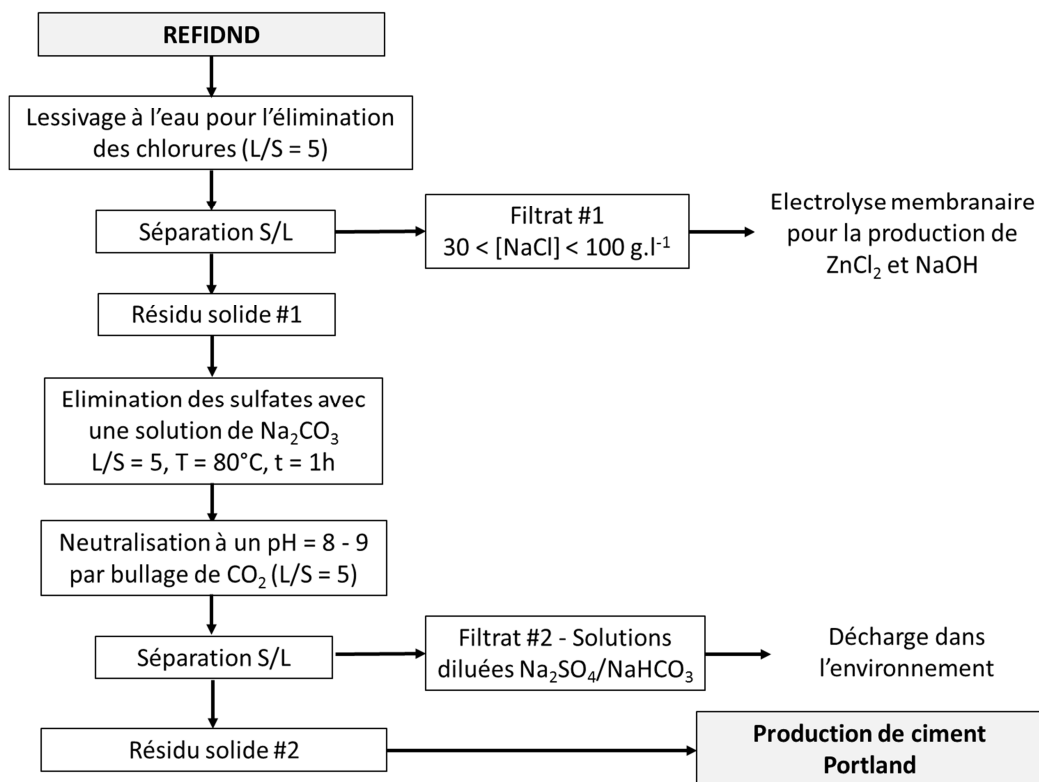 REFIDND
Lessivage à l'eau pour l'élimination
des chlorures (L/S = 5)
Séparation S/L
Filtrat #1
30 < [NaCl] < 100 g.l⁻¹
Electrolyse membranaire
pour la production de
ZnCl₂ et NaOH
Résidu solide #1
Elimination des sulfates avec
une solution de Na₂CO₃
L/S = 5, T = 80°C, t = 1h
Neutralisation à un pH = 8 - 9
par bullage de CO₂ (L/S = 5)
Séparation S/L
Filtrat #2 - Solutions
diluées Na₂SO₄/NaHCO₃
Décharge dans
l'environnement
Résidu solide #2
Production de ciment
Portland